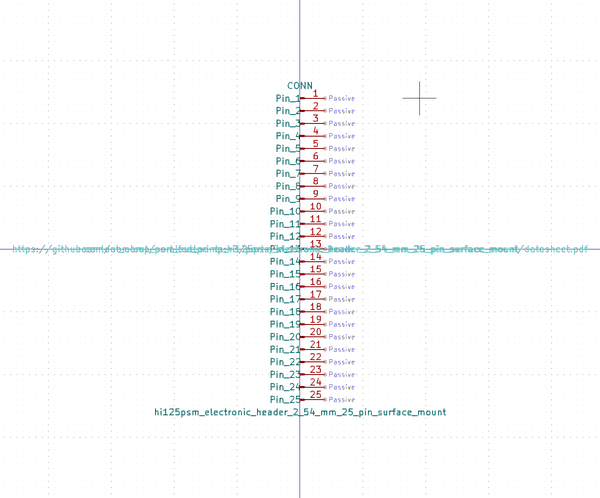 CONN
Pin_1 1 Passive
Pin_2 2 Passive
Pin_3 3 Passive
Pin_4 4 Passive
Pin_5 5 Passive
Pin_6 6 Passive
Pin_7 7 Passive
Pin_8 8 Passive
Pin_9 9 Passive
Pin_10 10 Passive
Pin_11 11 Passive
Pin_12 12 Passive
https://github 13 header_2_54_mm_25_pin_surface_mount/datasheet.pdf
Pin_14 14 Passive
Pin_15 15 Passive
Pin_16 16 Passive
Pin_17 17 Passive
Pin_18 18 Passive
Pin_19 19 Passive
Pin_20 20 Passive
Pin_21 21 Passive
Pin_22 22 Passive
Pin_23 23 Passive
Pin_24 24 Passive
Pin_25 25 Passive
hi125psm_electronic_header_2_54_mm_25_pin_surface_mount